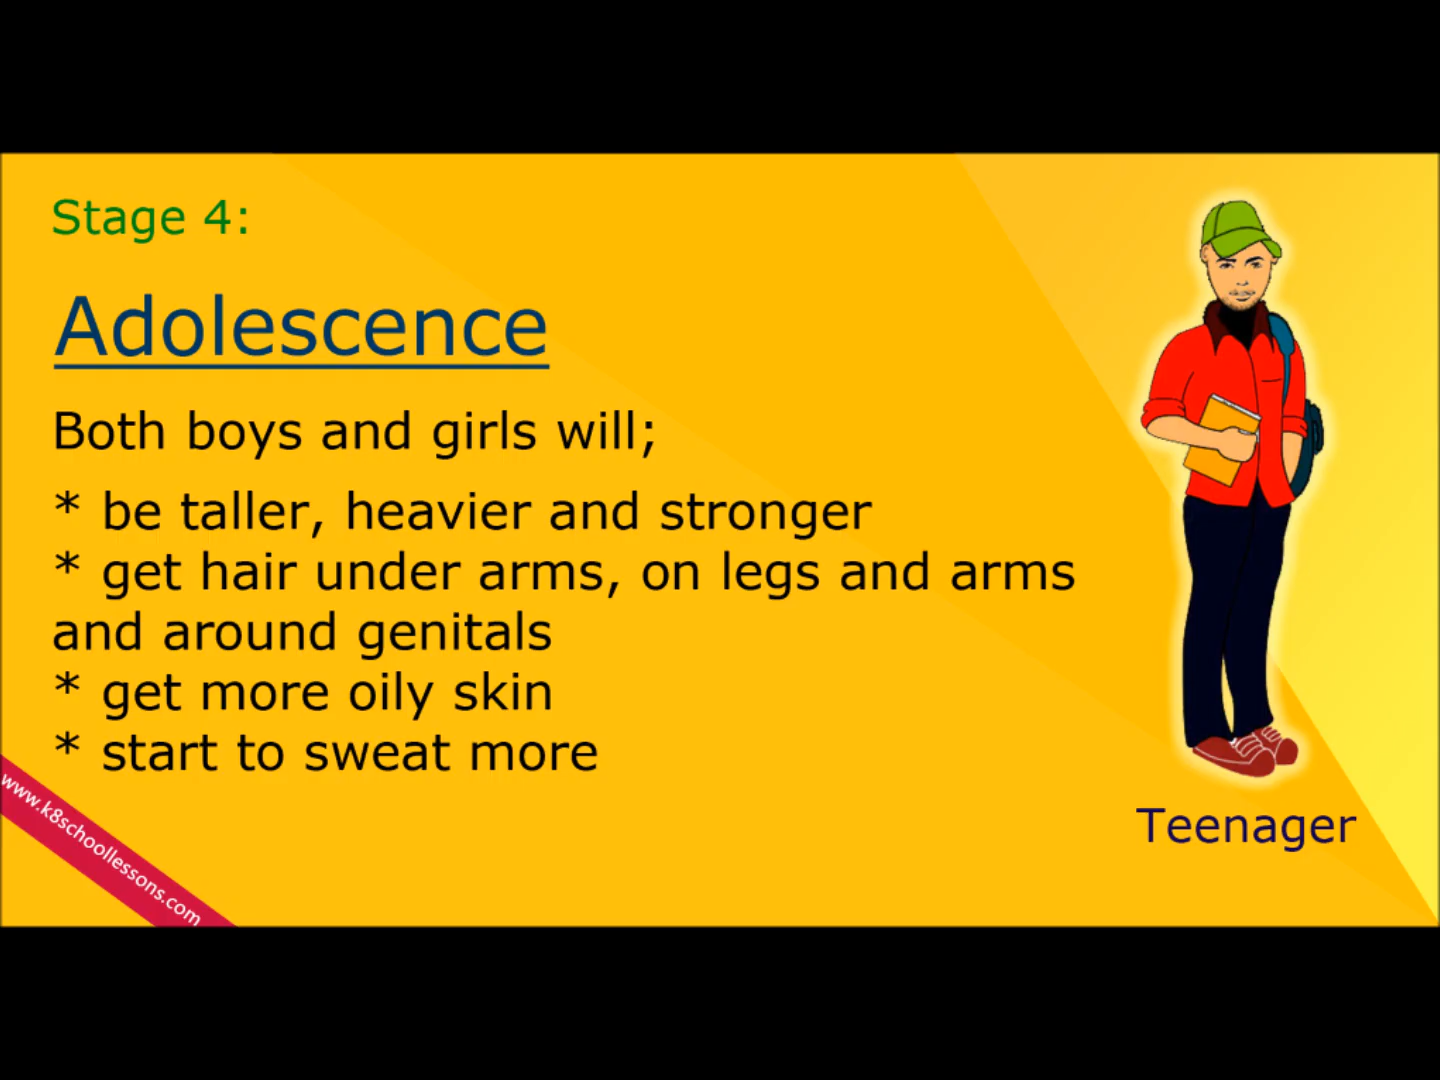 Stage 4:
Adolescence
Both boys and girls will;
* be taller, heavier and stronger
* get hair under arms, on legs and arms
and around genitals
* get more oily skin
* start to sweat more
Teenager
www.k8schoollessons.com